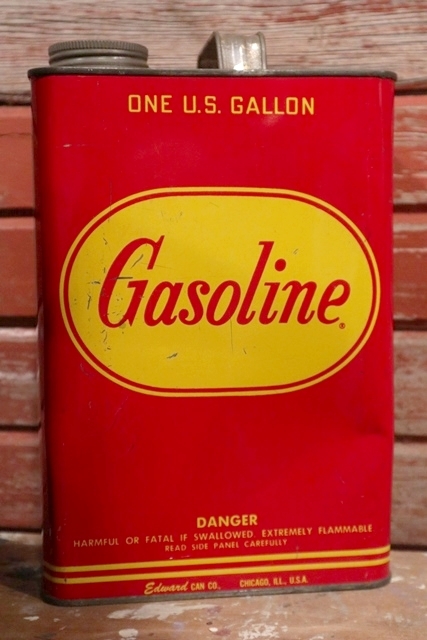 ONE U.S. GALLON
Gasoline®
DANGER
HARMFUL OR FATAL IF SWALLOWED, EXTREMELY FLAMMABLE
READ SIDE PANEL CAREFULLY
Edward CAN CO., CHICAGO, ILL., U.S.A.